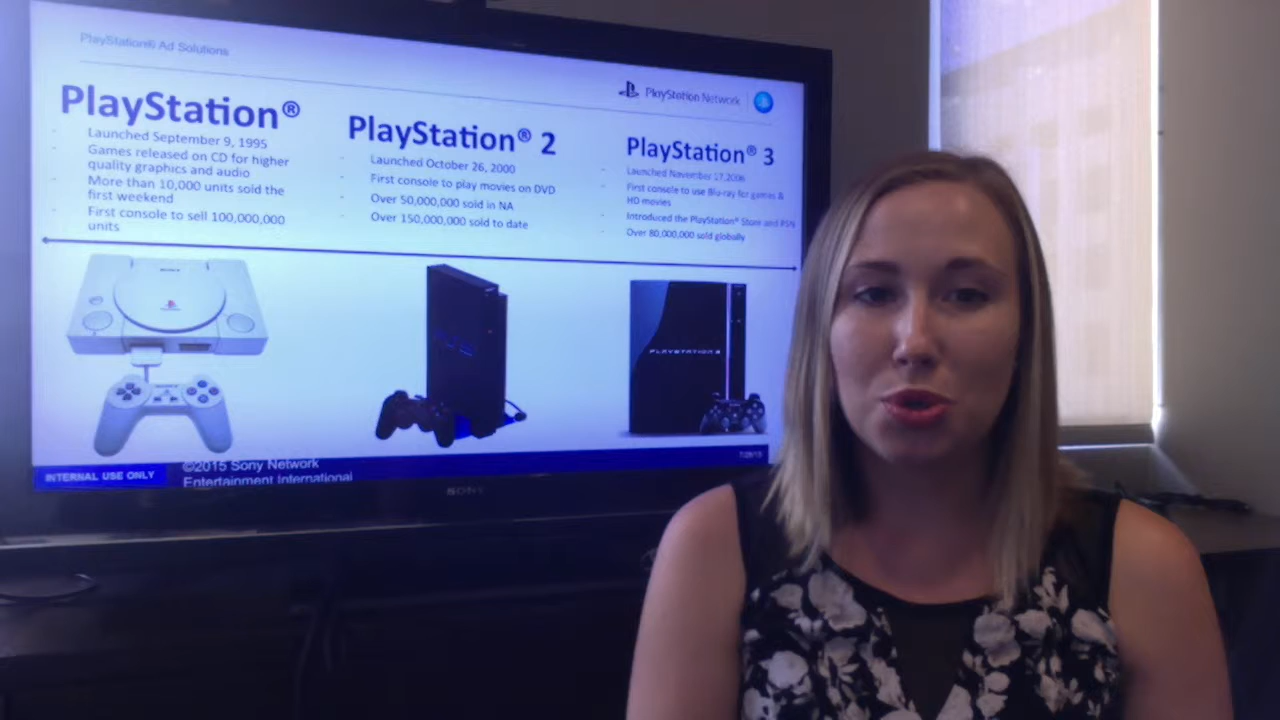 PlayStation® Ad Solutions
PlayStation Network
PlayStation®
- Launched September 9, 1995
- Games released on CD for higher
quality graphics and audio
- More than 10,000 units sold the
first weekend
- First console to sell 100,000,000
units
PlayStation® 2
- Launched October 26, 2000
- First console to play movies on DVD
- Over 50,000,000 sold in NA
- Over 150,000,000 sold to date
PlayStation® 3
- Launched November 17, 2006
- First console to use Blu-ray for games &
HD movies
- Introduced the PlayStation® Store and PSN
- Over 80,000,000 sold globally
SONY
PLAYSTATION 3
INTERNAL USE ONLY
©2015 Sony Network
Entertainment International
SONY